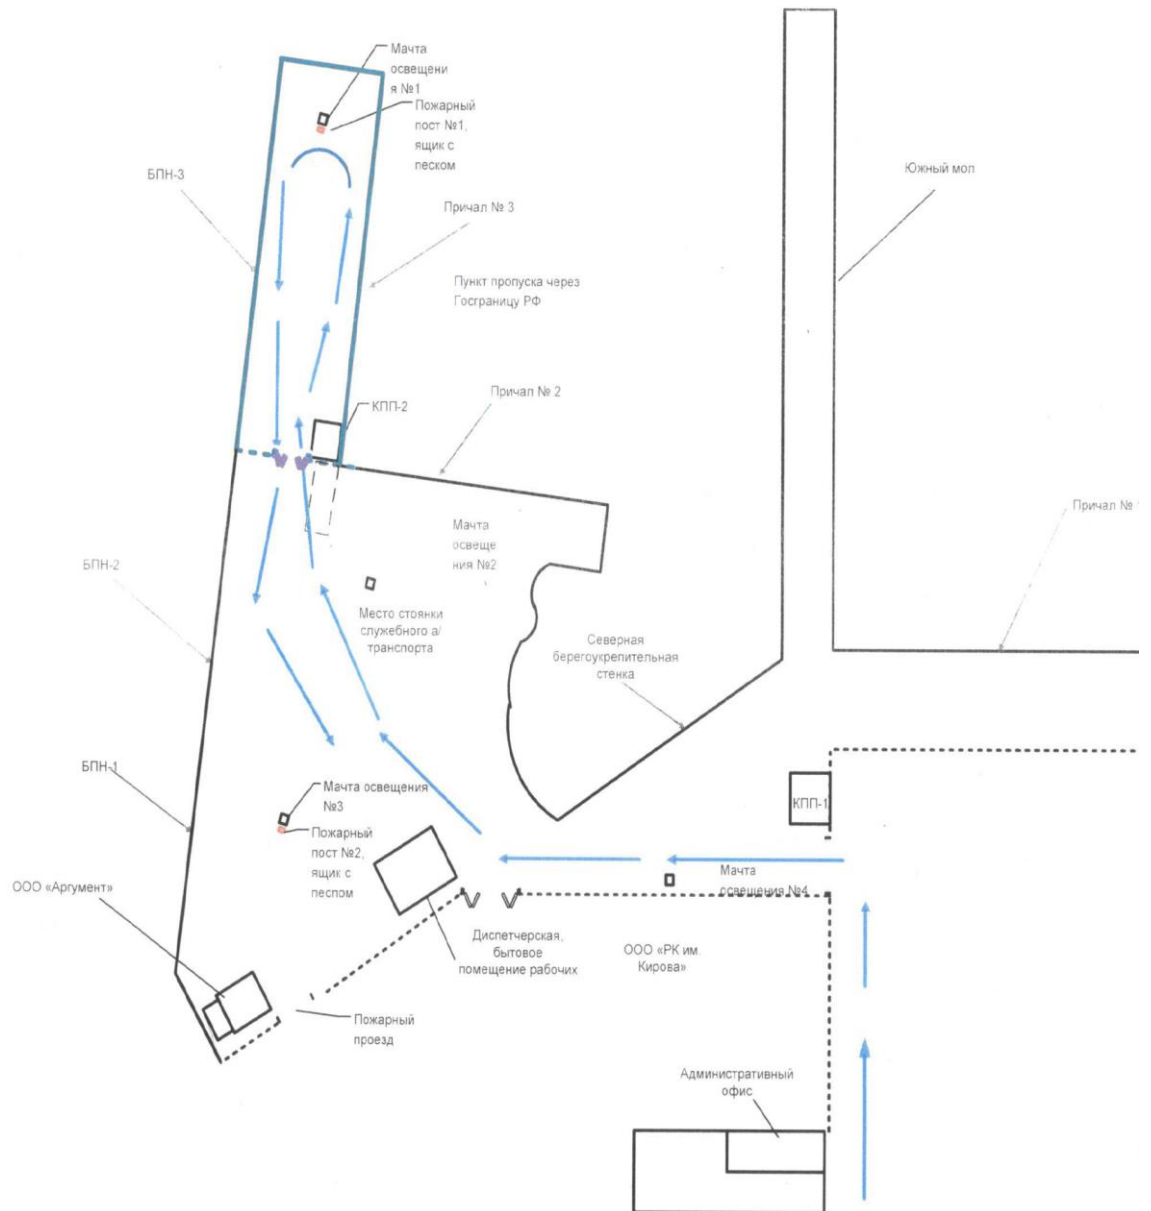 Мачта
освещени
я №1
Пожарный
пост №1,
ящик с
песком
БПН-3
Южный мол
Причал № 3
Пункт пропуска через
Госграницу РФ
Причал № 2
КПП-2
Причал №
Мачта
освеще
ния №2
БПН-2
Место стоянки
служебного а/
транспорта
Северная
берегоукрепительная
стенка
БПН-1
Мачта освещения
№3
КПП-1
Пожарный
пост №2,
ящик с
песпом
Мачта
освещения №4
ООО «Аргумент»
Диспетчерская,
бытовое
помещение рабочих
ООО «РК им.
Кирова»
Пожарный
проезд
Административный
офис